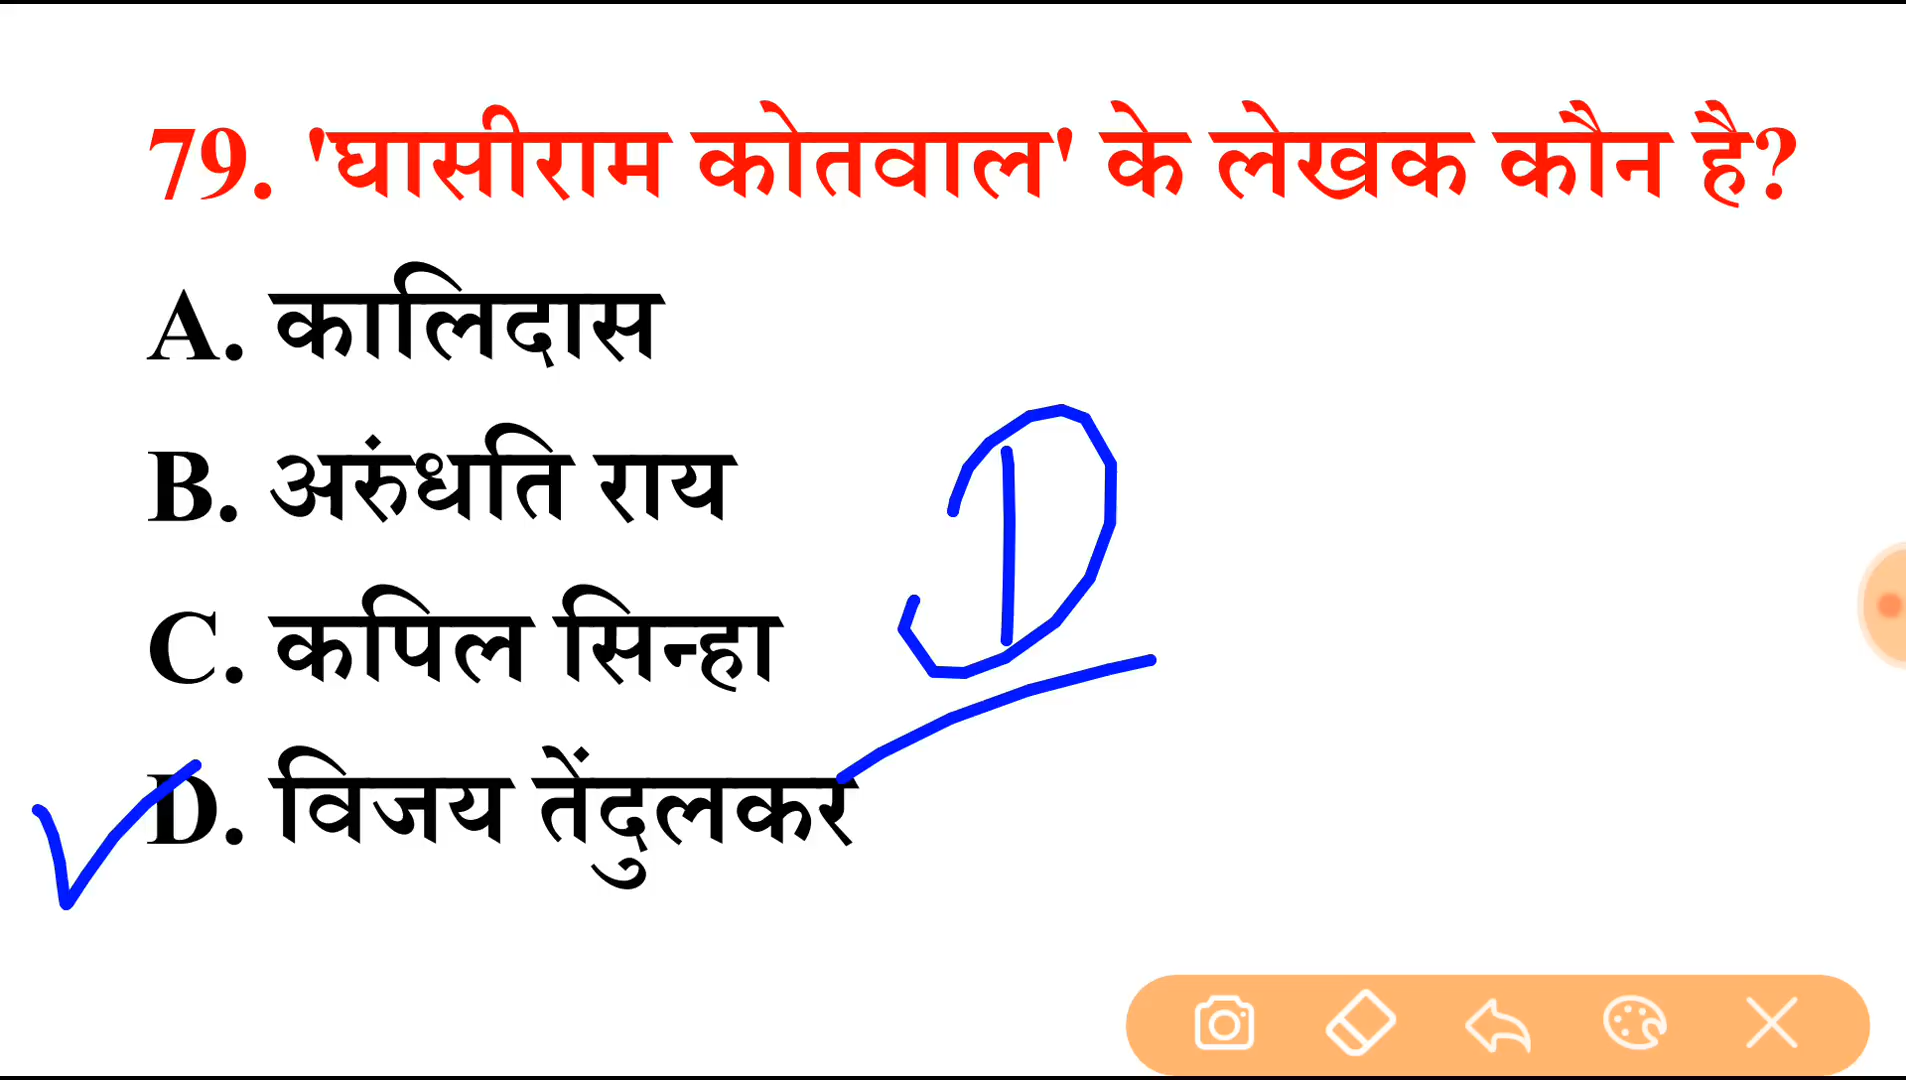 79. 'घासीराम कोतवाल' के लेखक कौन है?
A. कालिदास
B. अरुंधति राय
C. कपिल सिन्हा
D
D. विजय तेंदुलकर